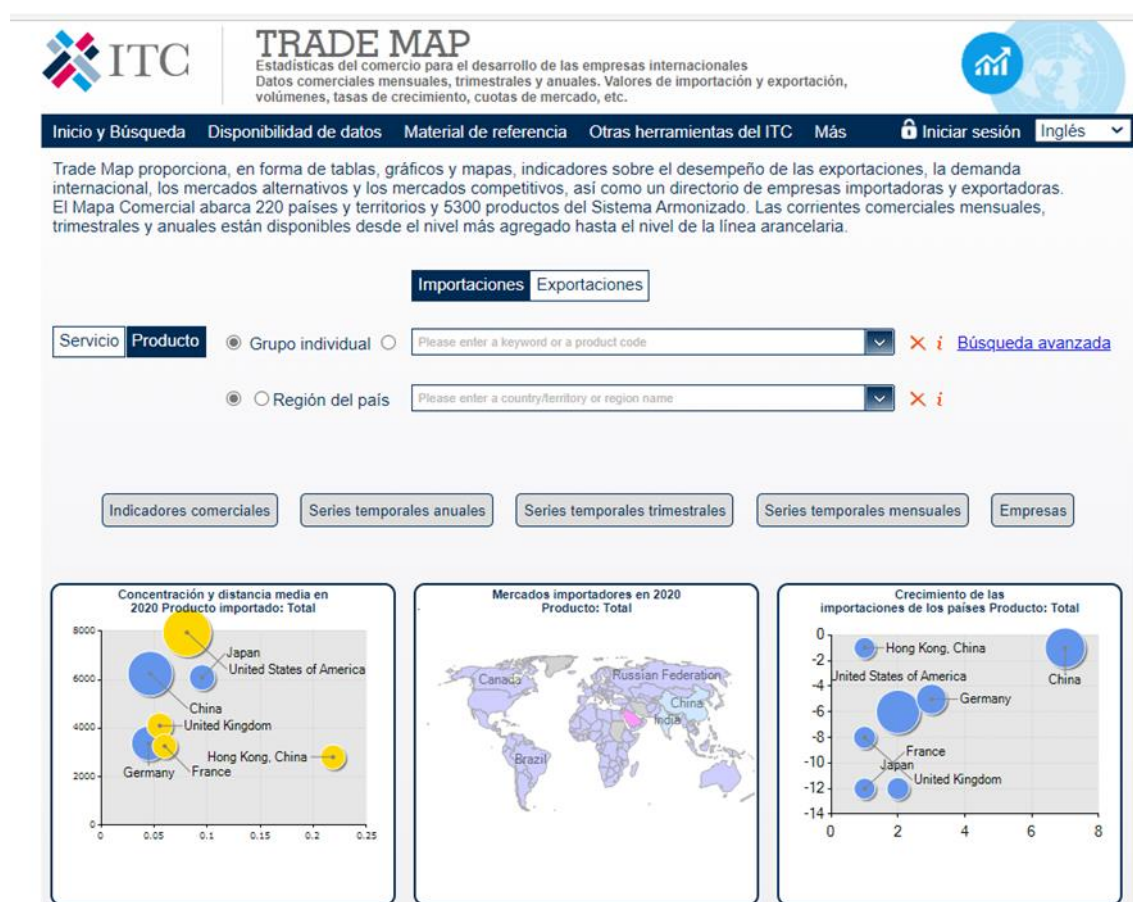 ITC
TRADE MAP
Estadísticas del comercio para el desarrollo de las empresas internacionales
Datos comerciales mensuales, trimestrales y anuales. Valores de importación y exportación,
volúmenes, tasas de crecimiento, cuotas de mercado, etc.
Inicio y Búsqueda Disponibilidad de datos Material de referencia Otras herramientas del ITC Más Iniciar sesión Inglés
Trade Map proporciona, en forma de tablas, gráficos y mapas, indicadores sobre el desempeño de las exportaciones, la demanda
internacional, los mercados alternativos y los mercados competitivos, así como un directorio de empresas importadoras y exportadoras.
El Mapa Comercial abarca 220 países y territorios y 5300 productos del Sistema Armonizado. Las corrientes comerciales mensuales,
trimestrales y anuales están disponibles desde el nivel más agregado hasta el nivel de la línea arancelaria.
Importaciones Exportaciones
Servicio Producto Grupo individual Please enter a keyword or a product code i Búsqueda avanzada
Región del país Please enter a country/territory or region name i
Indicadores comerciales Series temporales anuales Series temporales trimestrales Series temporales mensuales Empresas
Concentración y distancia media en
2020 Producto importado: Total
8000
6000
4000
2000
0
0 0.05 0.1 0.15 0.2 0.25
Japan
United States of America
China
United Kingdom
Hong Kong, China
Germany
France
Mercados importadores en 2020
Producto: Total
Canada
Russian Federation
China
India
Brazil
Crecimiento de las
importaciones de los países Producto: Total
0
-2
-4
-6
-8
-10
-12
-14
0 2 4 6 8
Hong Kong, China
United States of America
China
Germany
France
Japan
United Kingdom